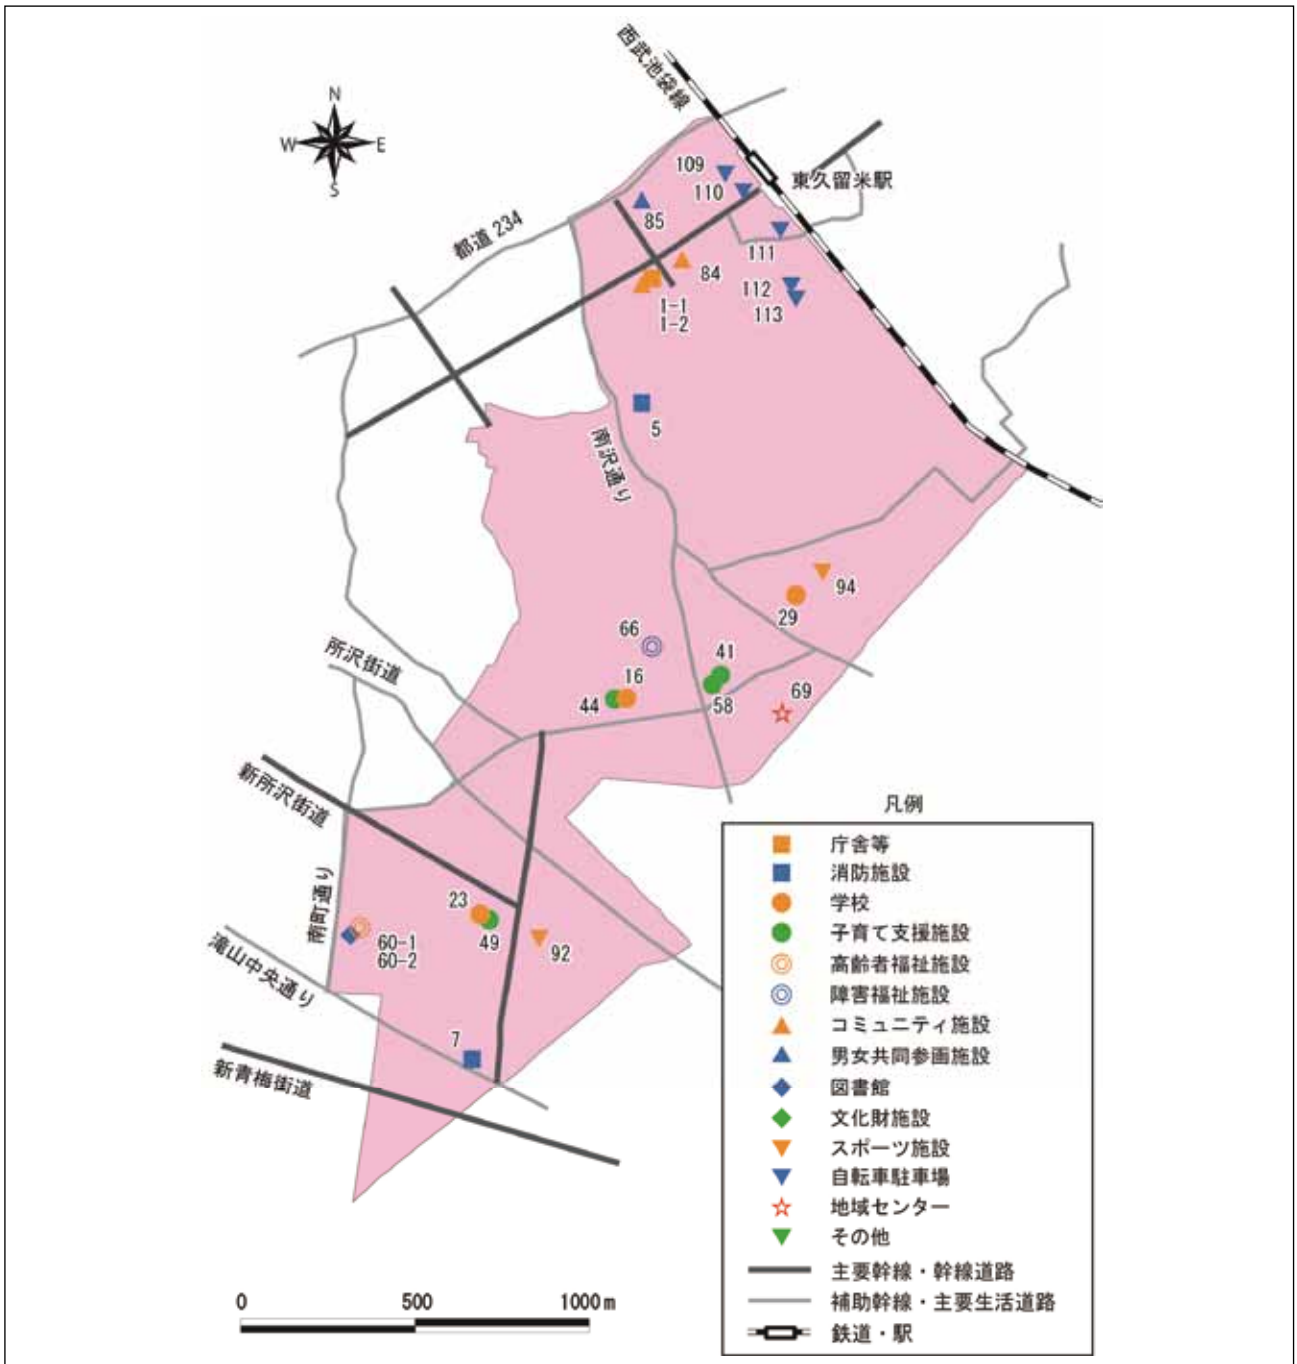 西武池袋線
N
W
E
S
109
東久留米駅
110
85
都道234
111
84
112
1-1
1-2
113
5
南沢通り
94
29
66
所沢街道
41
16
69
44
58
新所沢街道
凡例
庁舎等
消防施設
南町通り
23
学校
子育て支援施設
滝山中央通り
60-1
60-2
49
92
高齢者福祉施設
障害福祉施設
コミュニティ施設
7
男女共同参画施設
新青梅街道
図書館
文化財施設
スポーツ施設
自転車駐車場
地域センター
その他
主要幹線・幹線道路
0 500 1000m
補助幹線・主要生活道路
鉄道・駅